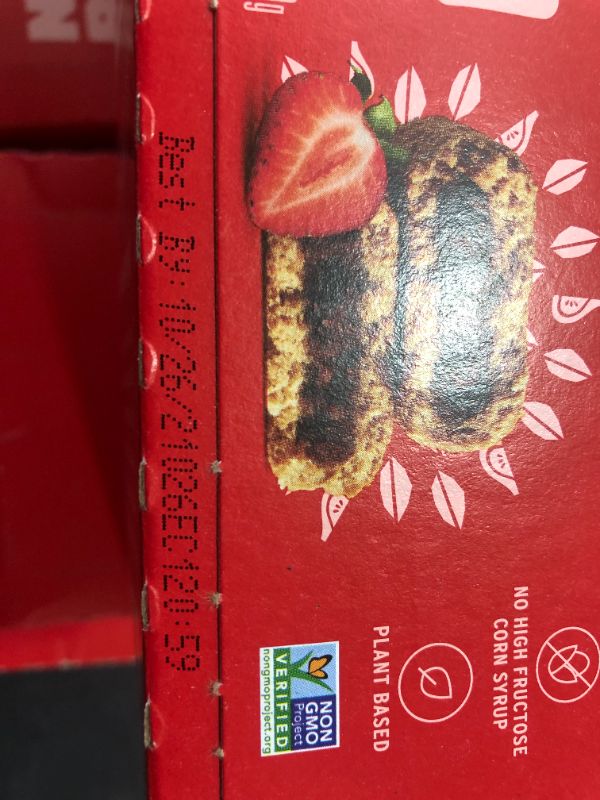 Best By:10/26/21026EC120:59
NO HIGH FRUCTOSE
CORN SYRUP
PLANT BASED
NON
GMO
Project
VERIFIED
nongmoproject.org